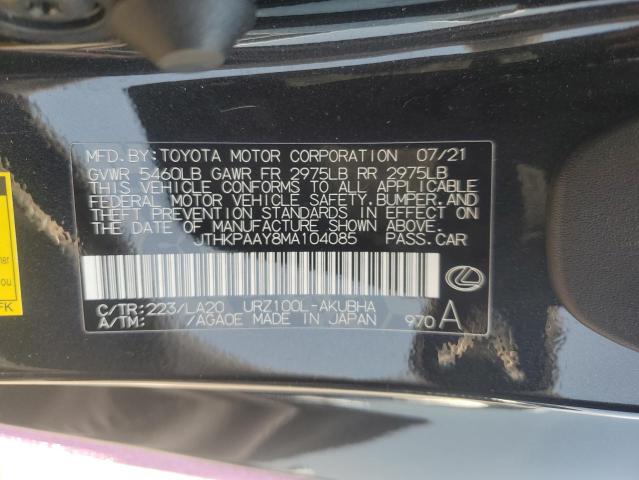 MFD. BY: TOYOTA MOTOR CORPORATION 07/21
GVWR 5460LB GAWR FR 2975LB RR 2975LB
THIS VEHICLE CONFORMS TO ALL APPLICABLE
FEDERAL MOTOR VEHICLE SAFETY, BUMPER, AND
THEFT PREVENTION STANDARDS IN EFFECT ON
THE DATE OF MANUFACTURE SHOWN ABOVE.
JTHKPAAY8MA104085 PASS. CAR
C/TR: 223/LA20 URZ100L-AKUBHA
A/TM: /AGA0E MADE IN JAPAN 970 A
FK